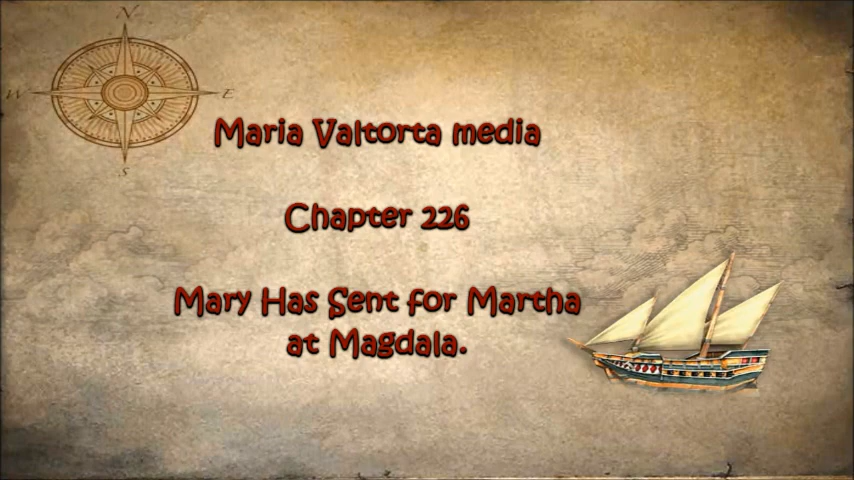 N
W E
S
Maria Valtorta media
Chapter 226
Mary Has Sent for Martha
at Magdala.